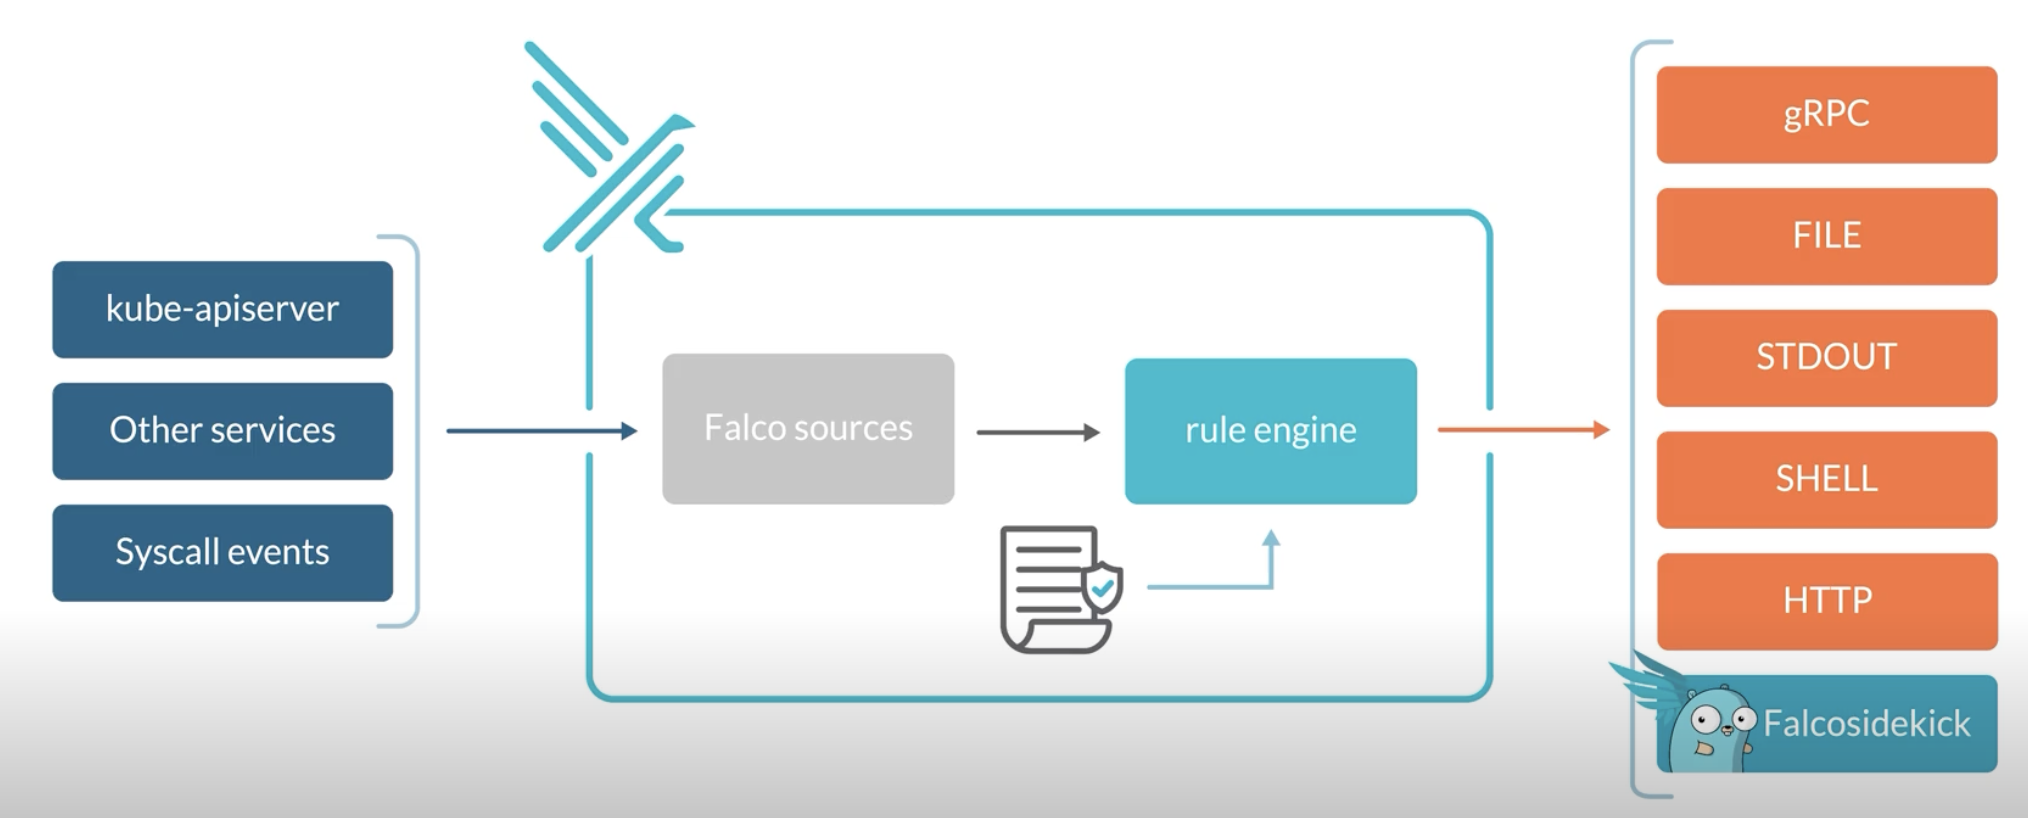 kube-apiserver
Other services
Syscall events
Falco sources
rule engine
gRPC
FILE
STDOUT
SHELL
HTTP
Falcosidekick